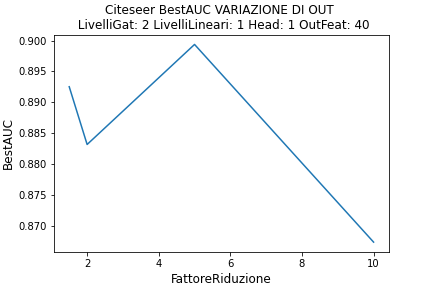 Citeseer BestAUC VARIAZIONE DI OUT
LivelliGat: 2 LivelliLineari: 1 Head: 1 OutFeat: 40
0.900
0.895
0.890
0.885
0.880
0.875
0.870
BestAUC
2 4 6 8 10
FattoreRiduzione